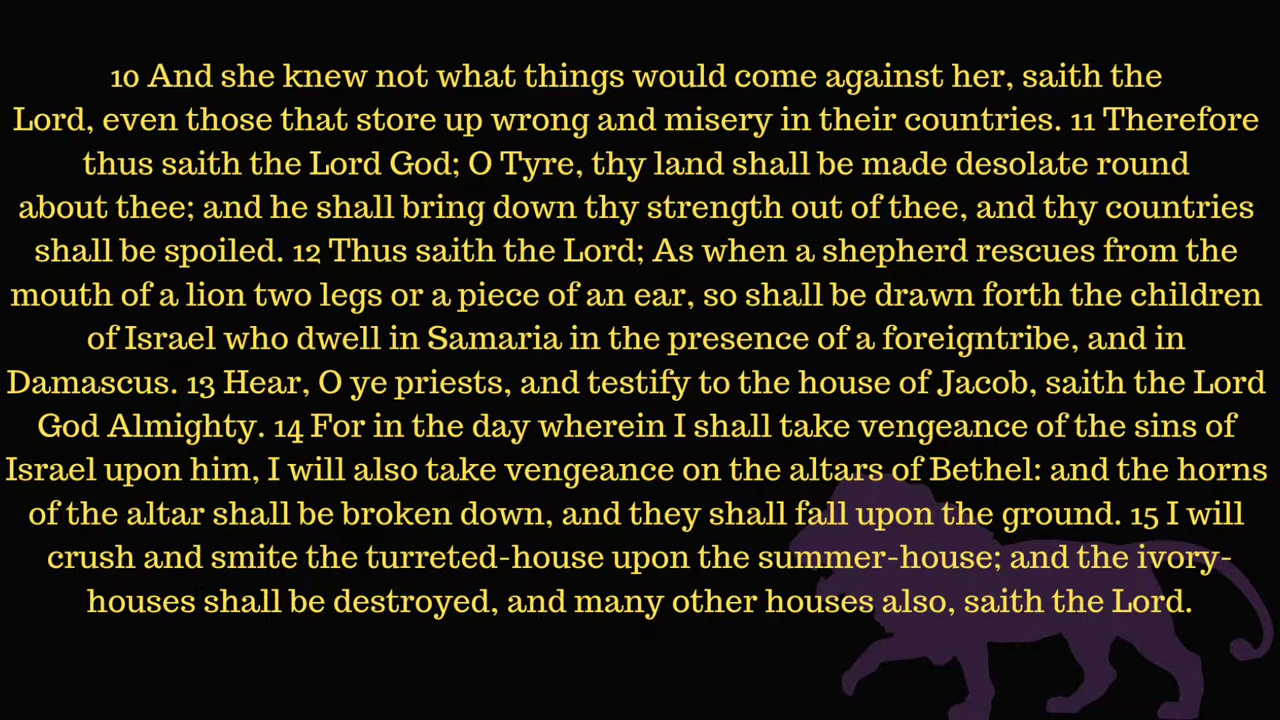 10 And she knew not what things would come against her, saith the
Lord, even those that store up wrong and misery in their countries. 11 Therefore
thus saith the Lord God; O Tyre, thy land shall be made desolate round
about thee; and he shall bring down thy strength out of thee, and thy countries
shall be spoiled. 12 Thus saith the Lord; As when a shepherd rescues from the
mouth of a lion two legs or a piece of an ear, so shall be drawn forth the children
of Israel who dwell in Samaria in the presence of a foreigntribe, and in
Damascus. 13 Hear, O ye priests, and testify to the house of Jacob, saith the Lord
God Almighty. 14 For in the day wherein I shall take vengeance of the sins of
Israel upon him, I will also take vengeance on the altars of Bethel: and the horns
of the altar shall be broken down, and they shall fall upon the ground. 15 I will
crush and smite the turreted-house upon the summer-house; and the ivory-
houses shall be destroyed, and many other houses also, saith the Lord.